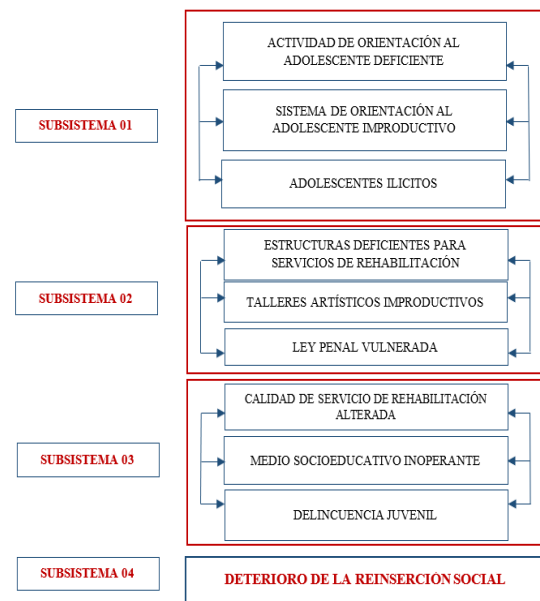 SUBSISTEMA 01
ACTIVIDAD DE ORIENTACIÓN AL
ADOLESCENTE DEFICIENTE
SISTEMA DE ORIENTACIÓN AL
ADOLESCENTE IMPRODUCTIVO
ADOLESCENTES ILICITOS
SUBSISTEMA 02
ESTRUCTURAS DEFICIENTES PARA
SERVICIOS DE REHABILITACIÓN
TALLERES ARTÍSTICOS IMPRODUCTIVOS
LEY PENAL VULNERADA
SUBSISTEMA 03
CALIDAD DE SERVICIO DE REHABILITACIÓN
ALTERADA
MEDIO SOCIOEDUCATIVO INOPERANTE
DELINCUENCIA JUVENIL
SUBSISTEMA 04
DETERIORO DE LA REINSERCIÓN SOCIAL